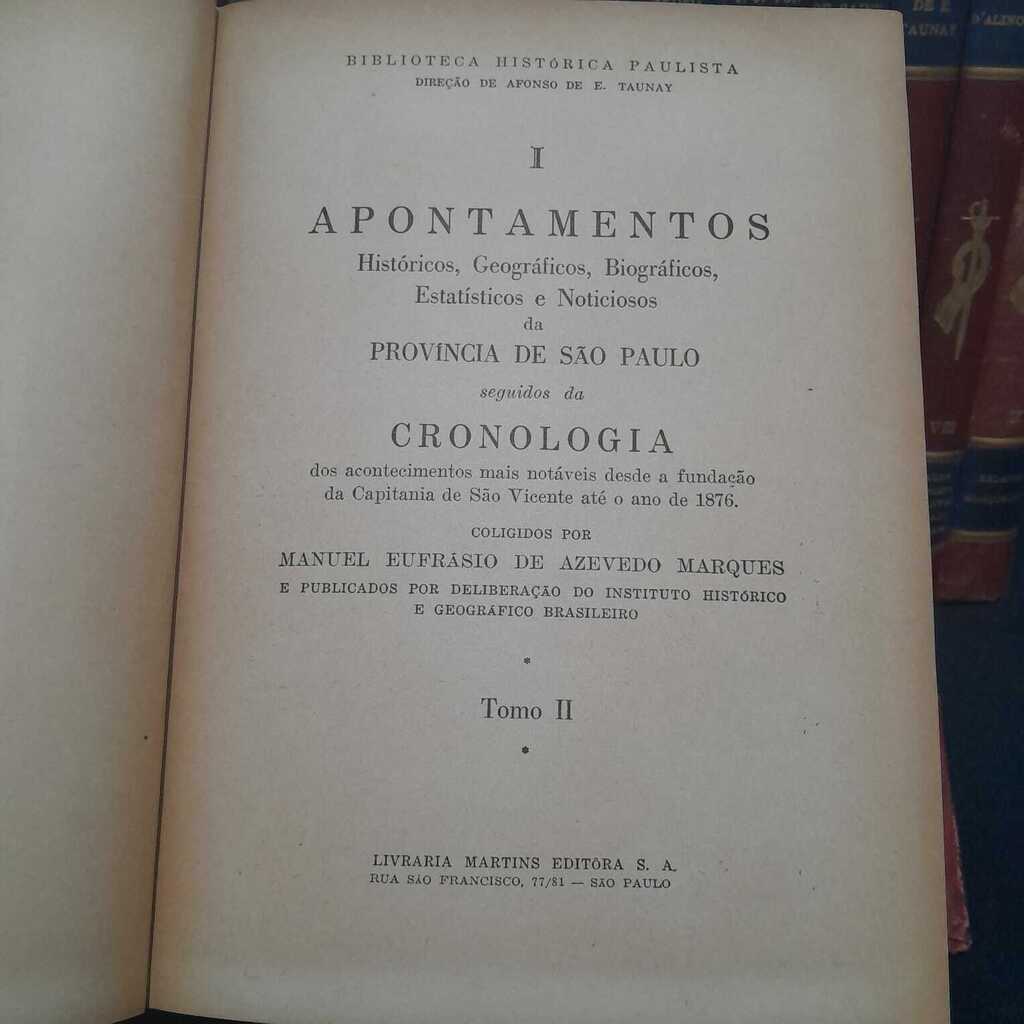 BIBLIOTECA HISTÓRICA PAULISTA
DIREÇÃO DE AFONSO DE E. TAUNAY
I
APONTAMENTOS
Históricos, Geográficos, Biográficos,
Estatísticos e Noticiosos
da
PROVÍNCIA DE SÃO PAULO
seguidos da
CRONOLOGIA
dos acontecimentos mais notáveis desde a fundação
da Capitania de São Vicente até o ano de 1876.
COLIGIDOS POR
MANUEL EUFRÁSIO DE AZEVEDO MARQUES
E PUBLICADOS POR DELIBERAÇÃO DO INSTITUTO HISTÓRICO
E GEOGRÁFICO BRASILEIRO
*
Tomo II
*
LIVRARIA MARTINS EDITÔRA S. A.
RUA SÃO FRANCISCO, 77/81 — SÃO PAULO
DE E
TAUNAY
VIII